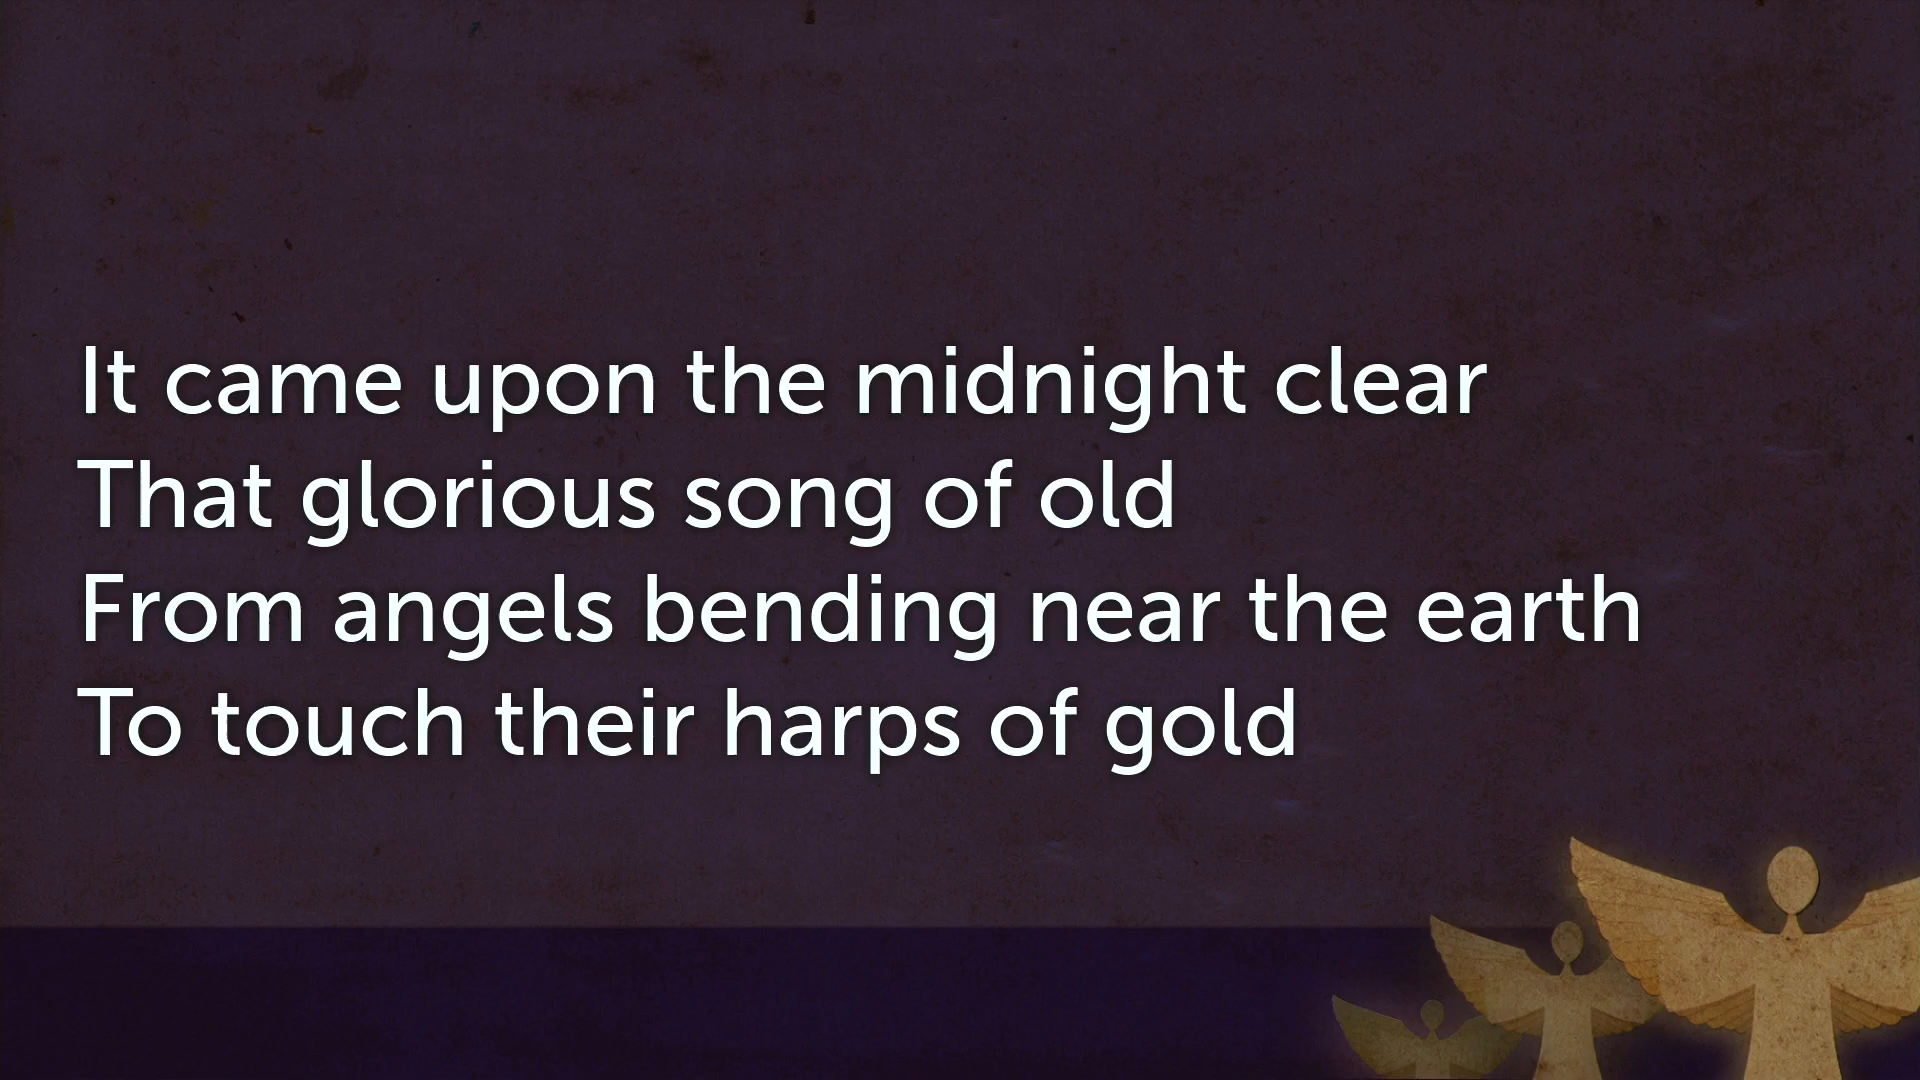 It came upon the midnight clear
That glorious song of old
From angels bending near the earth
To touch their harps of gold